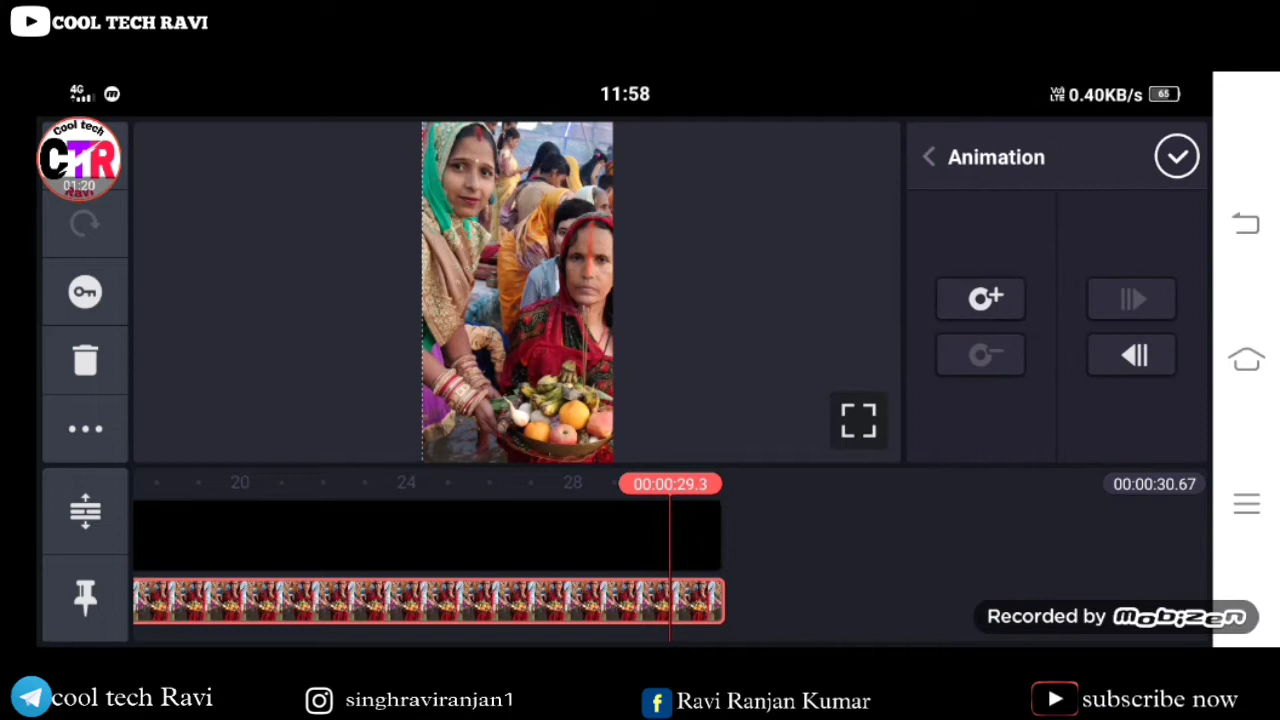 COOL TECH RAVI
4G
11:58
VoI LTE 0.40KB/s 65
Cool tech
CTR
01:20
Ravi
Animation
20 24 28 00:00:29.3 00:00:30.67
Recorded by mobizen
cool tech Ravi singhraviranjan1 f Ravi Ranjan Kumar subscribe now